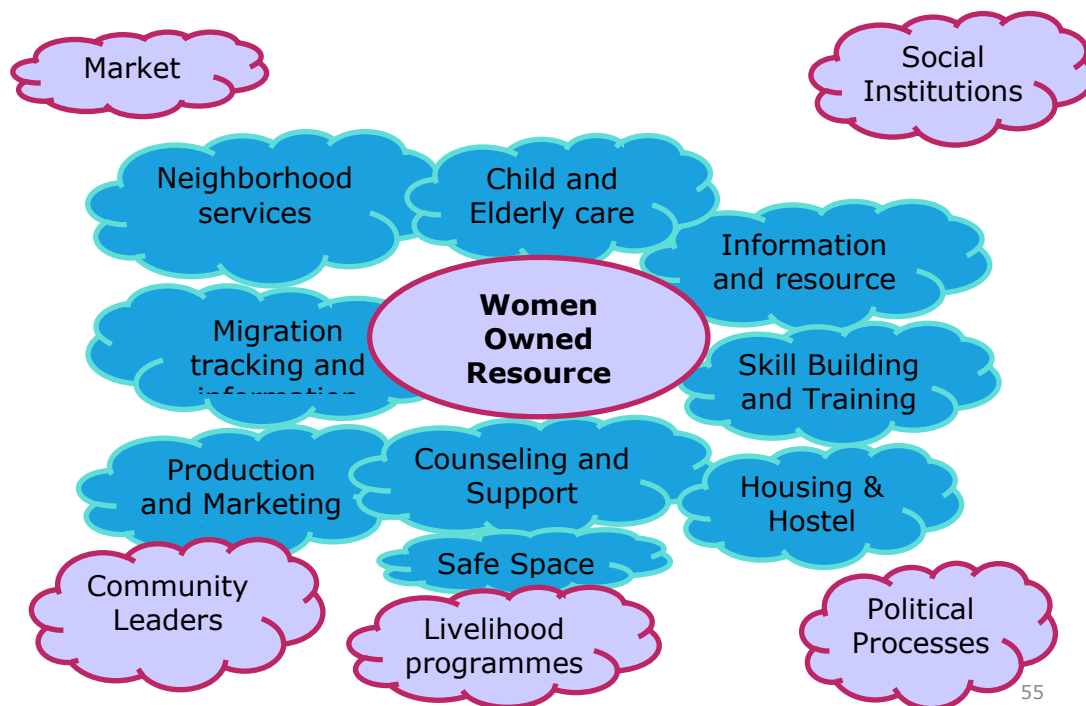 Market
Social
Institutions
Neighborhood
services
Child and
Elderly care
Information
and resource
Women
Owned
Resource
Migration
tracking and
information
Skill Building
and Training
Production
and Marketing
Counseling and
Support
Housing &
Hostel
Safe Space
Community
Leaders
Livelihood
programmes
Political
Processes
55